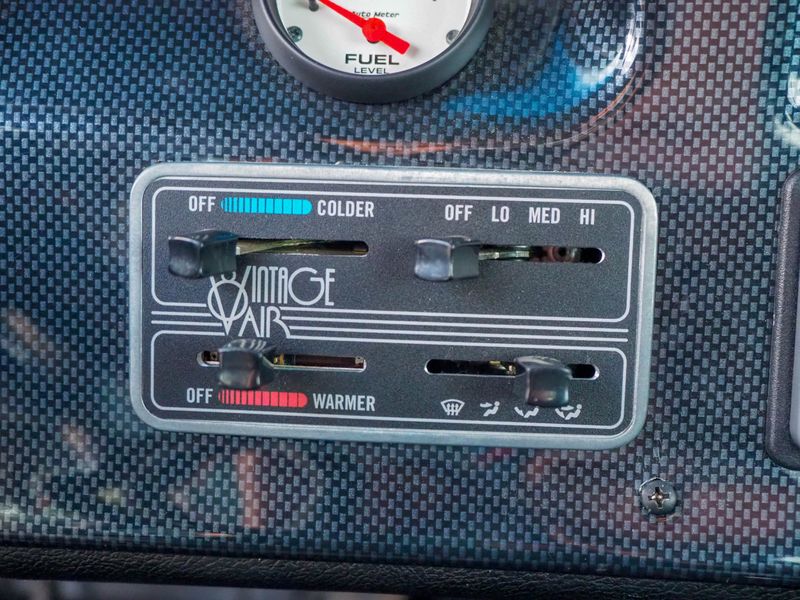 Auto Meter
FUEL
LEVEL
OFF COLDER
OFF LO MED HI
VINTAGE
AIR
OFF WARMER